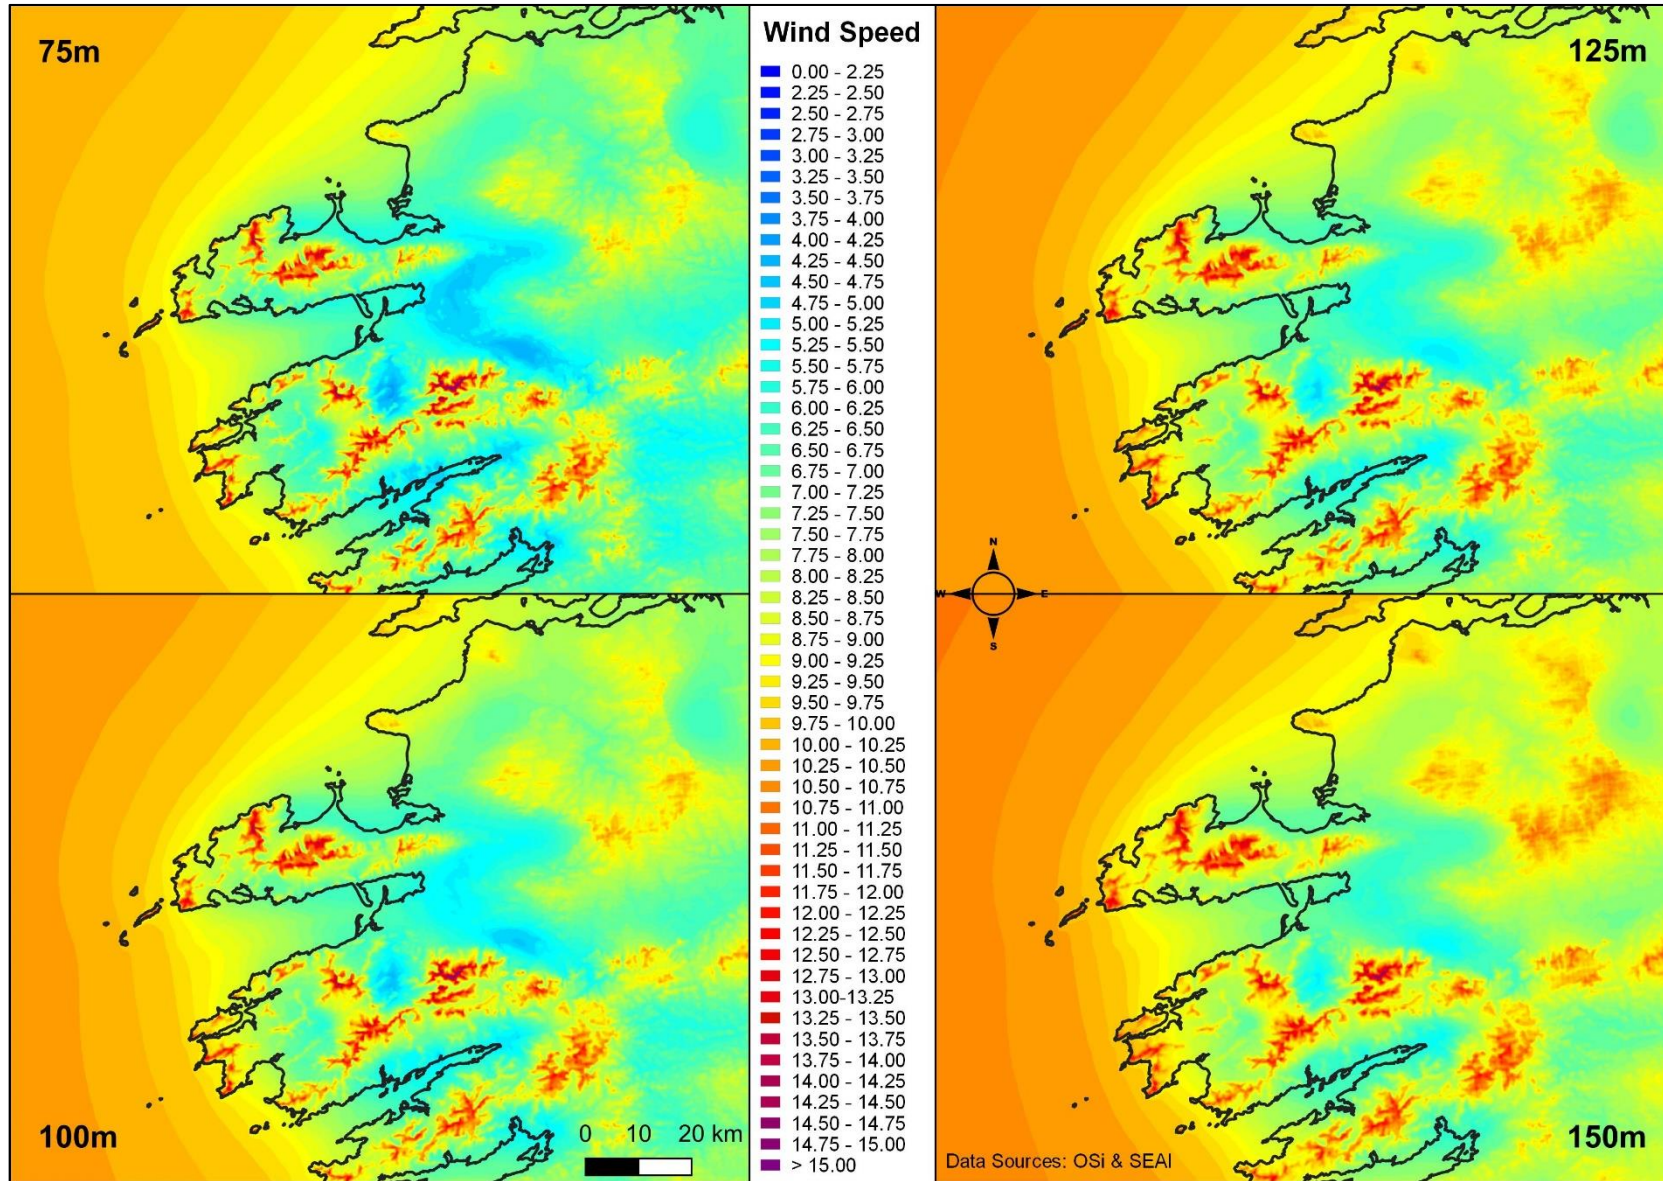 75m
Wind Speed
0.00 - 2.25
2.25 - 2.50
2.50 - 2.75
2.75 - 3.00
3.00 - 3.25
3.25 - 3.50
3.50 - 3.75
3.75 - 4.00
4.00 - 4.25
4.25 - 4.50
4.50 - 4.75
4.75 - 5.00
5.00 - 5.25
5.25 - 5.50
5.50 - 5.75
5.75 - 6.00
6.00 - 6.25
6.25 - 6.50
6.50 - 6.75
6.75 - 7.00
7.00 - 7.25
7.25 - 7.50
7.50 - 7.75
7.75 - 8.00
8.00 - 8.25
8.25 - 8.50
8.50 - 8.75
8.75 - 9.00
9.00 - 9.25
9.25 - 9.50
9.50 - 9.75
9.75 - 10.00
10.00 - 10.25
10.25 - 10.50
10.50 - 10.75
10.75 - 11.00
11.00 - 11.25
11.25 - 11.50
11.50 - 11.75
11.75 - 12.00
12.00 - 12.25
12.25 - 12.50
12.50 - 12.75
12.75 - 13.00
13.00-13.25
13.25 - 13.50
13.50 - 13.75
13.75 - 14.00
14.00 - 14.25
14.25 - 14.50
14.50 - 14.75
14.75 - 15.00
> 15.00
125m
N
W E
S
100m
0 10 20 km
150m
Data Sources: OSi & SEAI